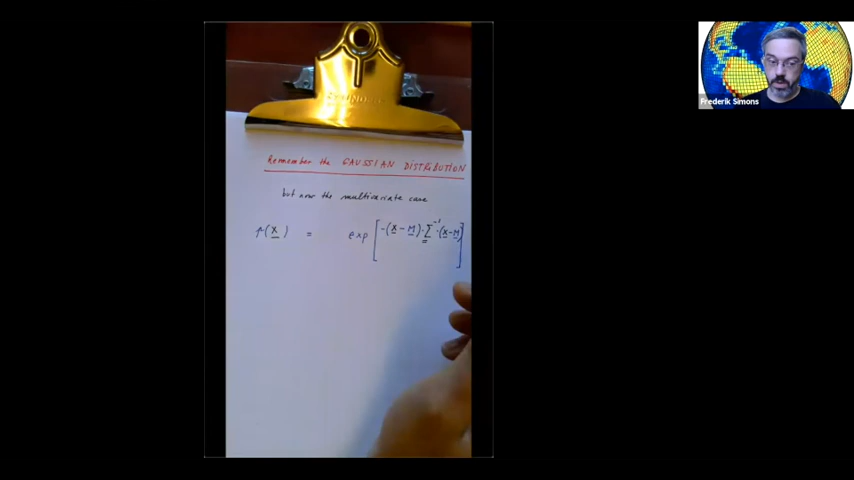 Remember the GAUSSIAN DISTRIBUTION
but now the multivariate case
p(x) = exp [-(x-M)·Σ⁻¹·(x-M)]
Frederik Simons